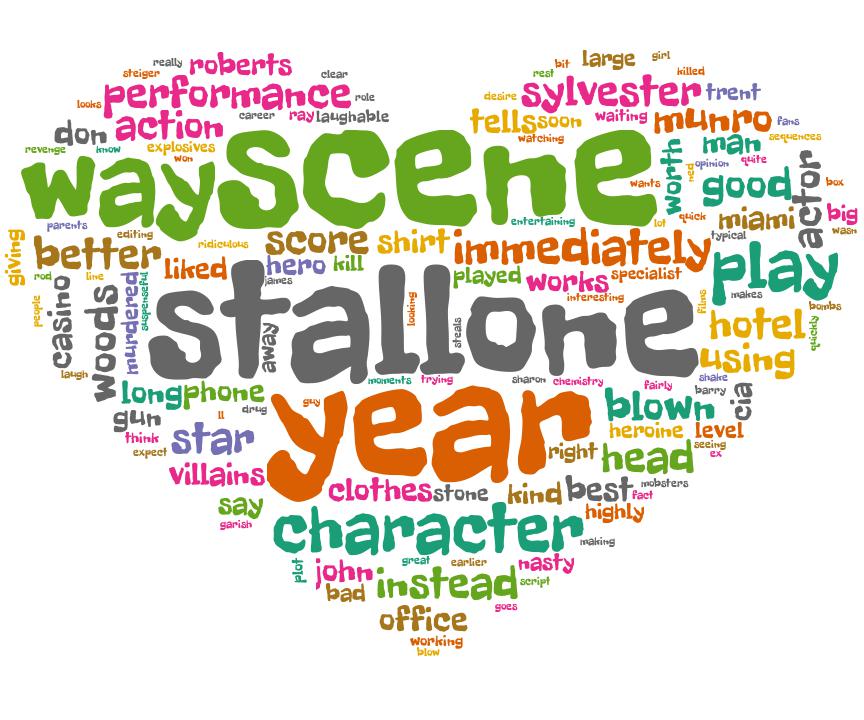 really
roberts
steiger
clear
looks
performance
role
career
ray
laughable
don
action
revenge
know
explosives
won
bit
large
girl
rest
killed
desire
sylvester
trent
tells
soon
waiting
munro
fans
watching
man
sequences
way
scene
worth
ned
opinion
quite
wants
good
actor
box
entertaining
lot
quick
miami
big
wasn
parents
editing
ridiculous
score
shirt
immediately
typical
giving
better
liked
hero
kill
james
played
works
specialist
interesting
play
rod
line
people
casino
woods
murdered
suspenseful
stallone
away
looking
steals
films
makes
bombs
hotel
quickly
using
laugh
moments
trying
sharon
chemistry
fairly
shake
barry
cia
long
phone
drug
guy
year
blown
gun
ll
heroine
level
think
star
expect
right
head
seeing
ex
villains
clothes
stone
kind
best
mobsters
fact
say
garish
character
highly
making
plot
john
great
earlier
nasty
bad
instead
script
goes
office
working
blow